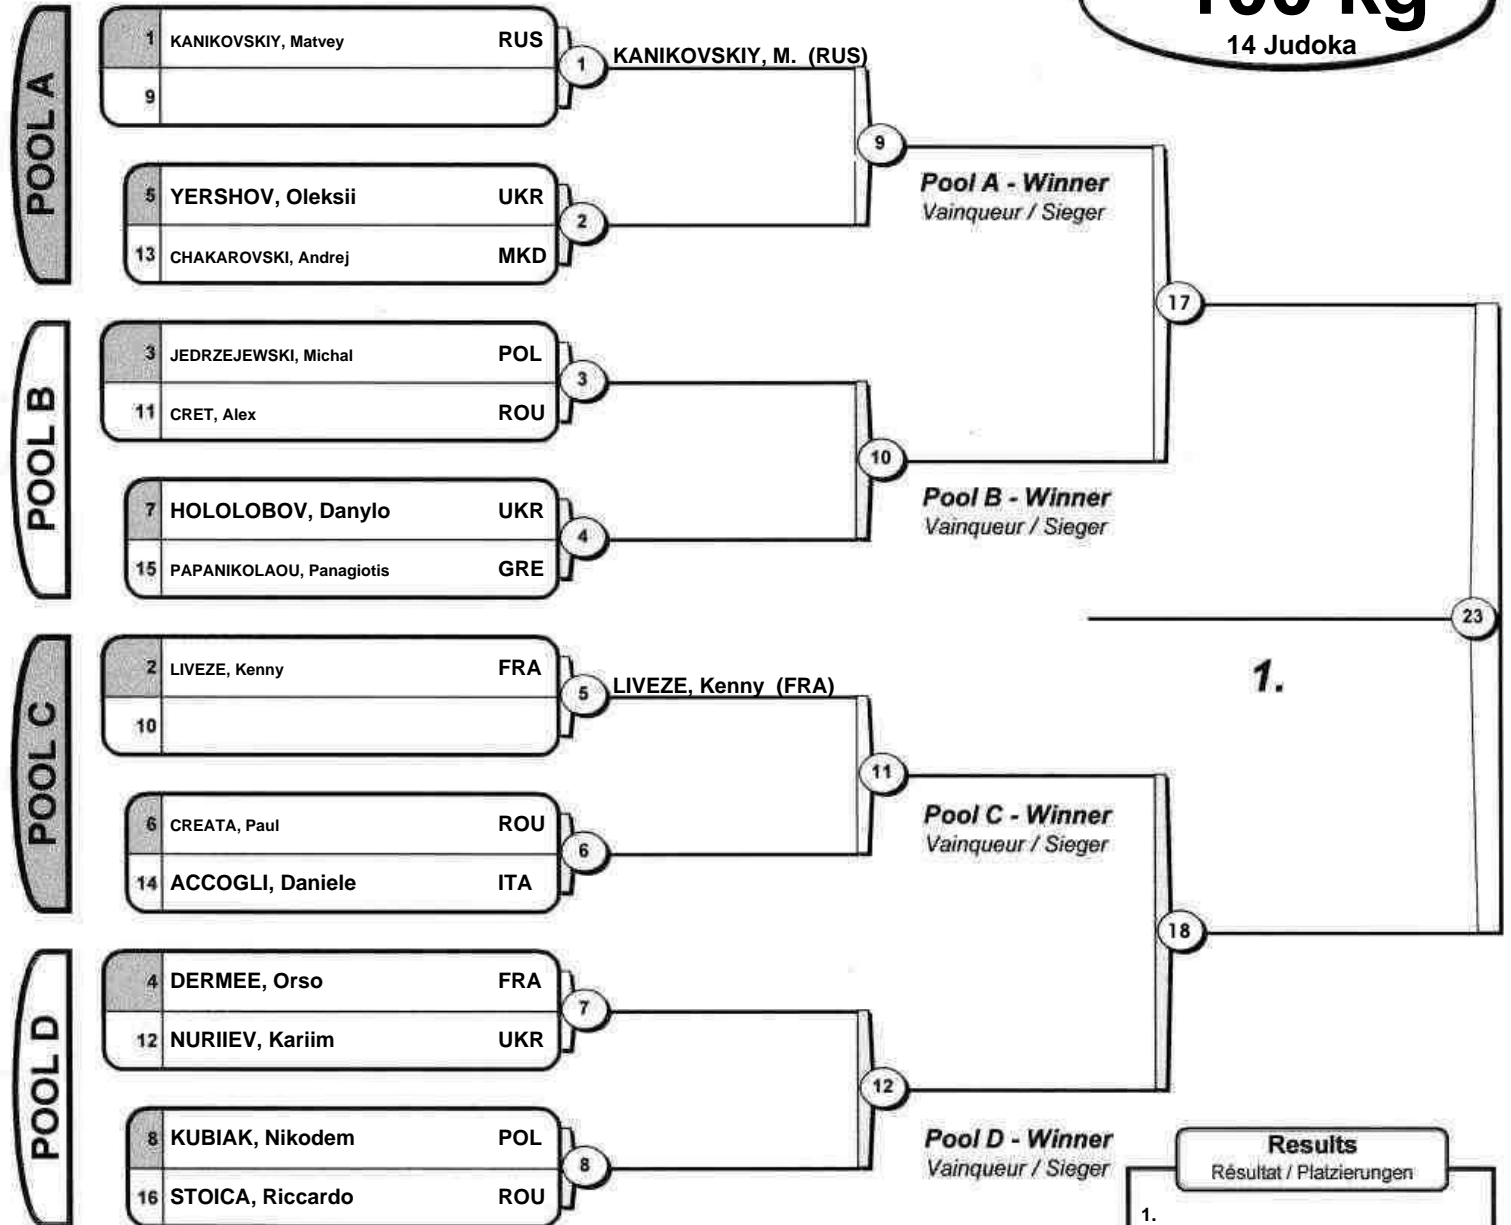 100 kg
14 Judoka
POOL A
1 KANIKOVSKIY, Matvey RUS
9
1 KANIKOVSKIY, M. (RUS)
5 YERSHOV, Oleksii UKR
13 CHAKAROVSKI, Andrej MKD
2
9
Pool A - Winner
Vainqueur / Sieger
POOL B
3 JEDRZEJEWSKI, Michal POL
11 CRET, Alex ROU
3
7 HOLOLOBOV, Danylo UKR
15 PAPANIKOLAOU, Panagiotis GRE
4
10
Pool B - Winner
Vainqueur / Sieger
17
POOL C
2 LIVEZE, Kenny FRA
10
5 LIVEZE, Kenny (FRA)
6 CREATA, Paul ROU
14 ACCOGLI, Daniele ITA
6
11
Pool C - Winner
Vainqueur / Sieger
23
1.
POOL D
4 DERMEE, Orso FRA
12 NURIIEV, Kariim UKR
7
8 KUBIAK, Nikodem POL
16 STOICA, Riccardo ROU
8
12
Pool D - Winner
Vainqueur / Sieger
18
Results
Résultat / Platzierungen
1.